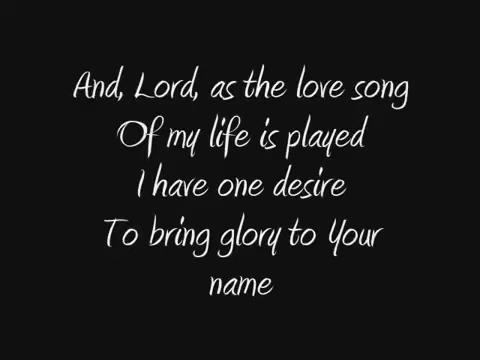 And, Lord, as the love song
Of my life is played
I have one desire
To bring glory to Your
name